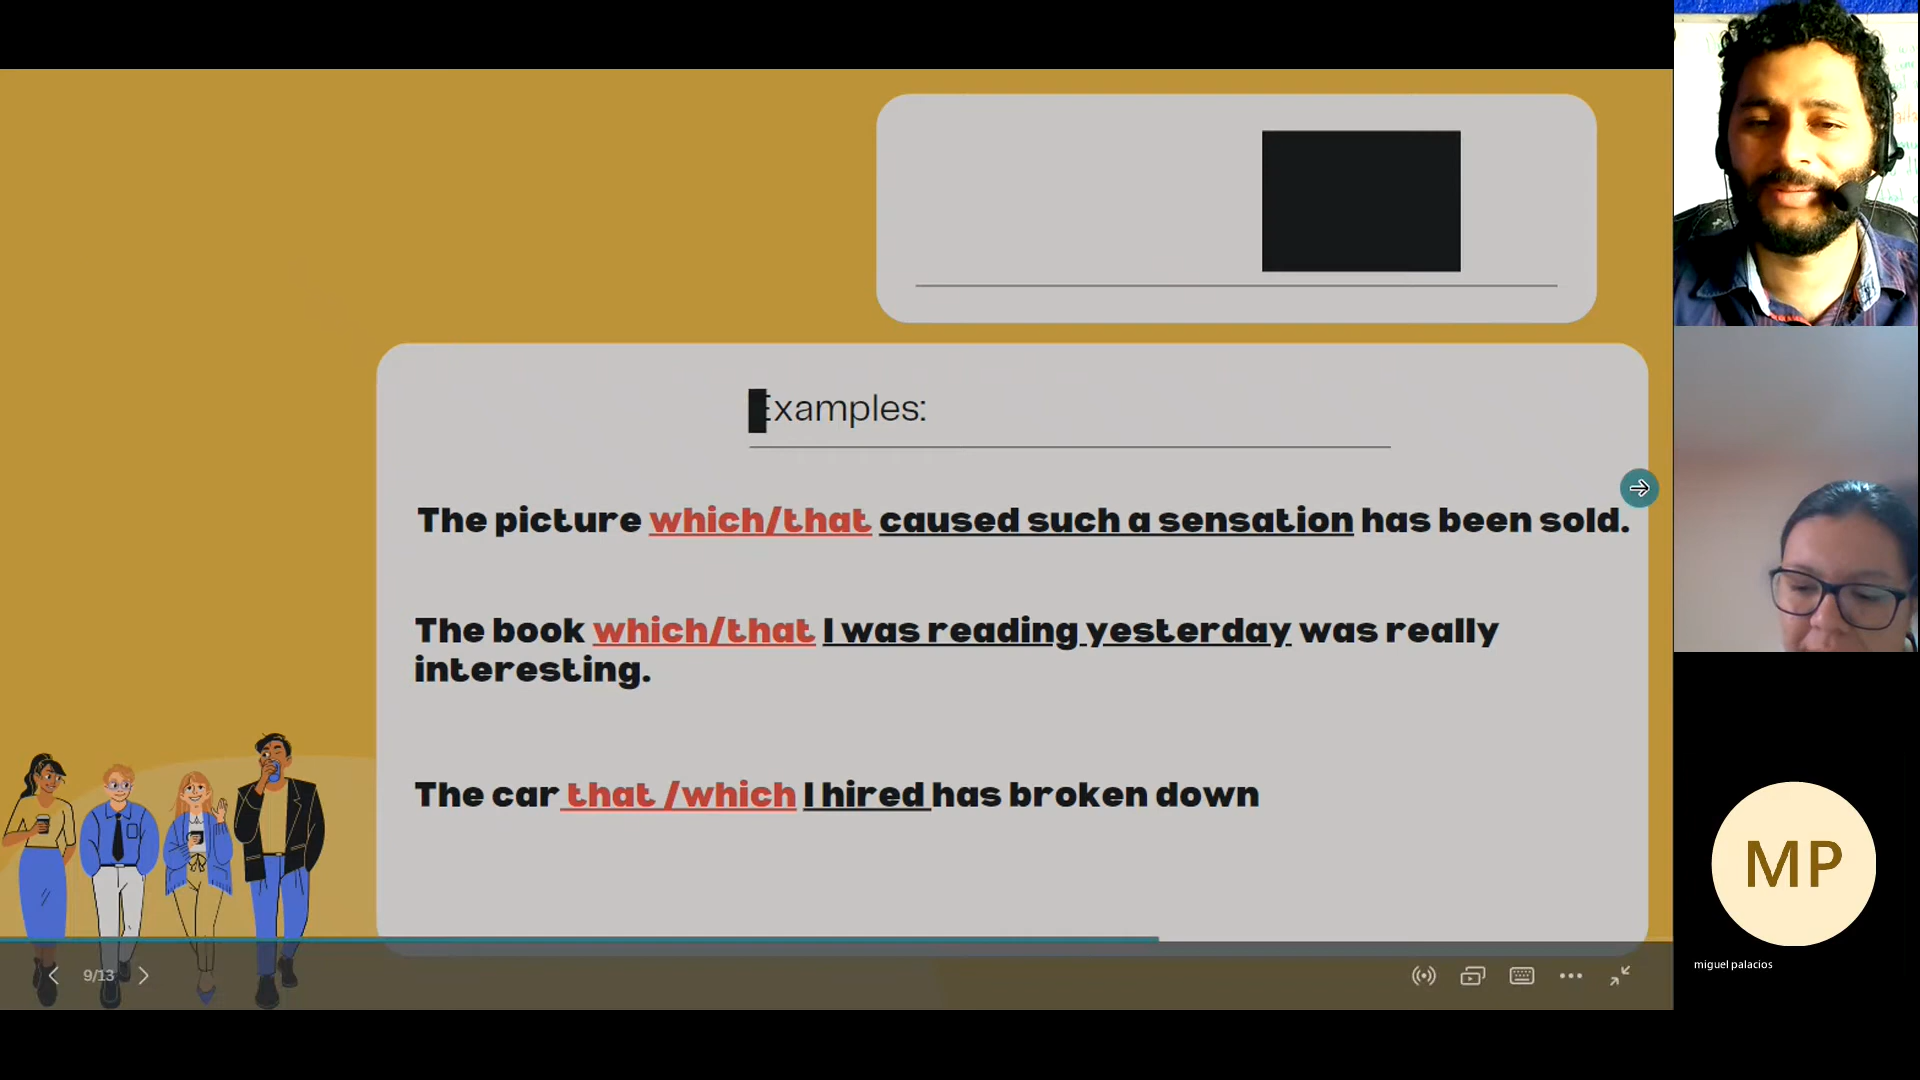 Examples:
The picture which/that caused such a sensation has been sold.
The book which/that I was reading yesterday was really
interesting.
The car that /which I hired has broken down
9/13
MP
miguel palacios